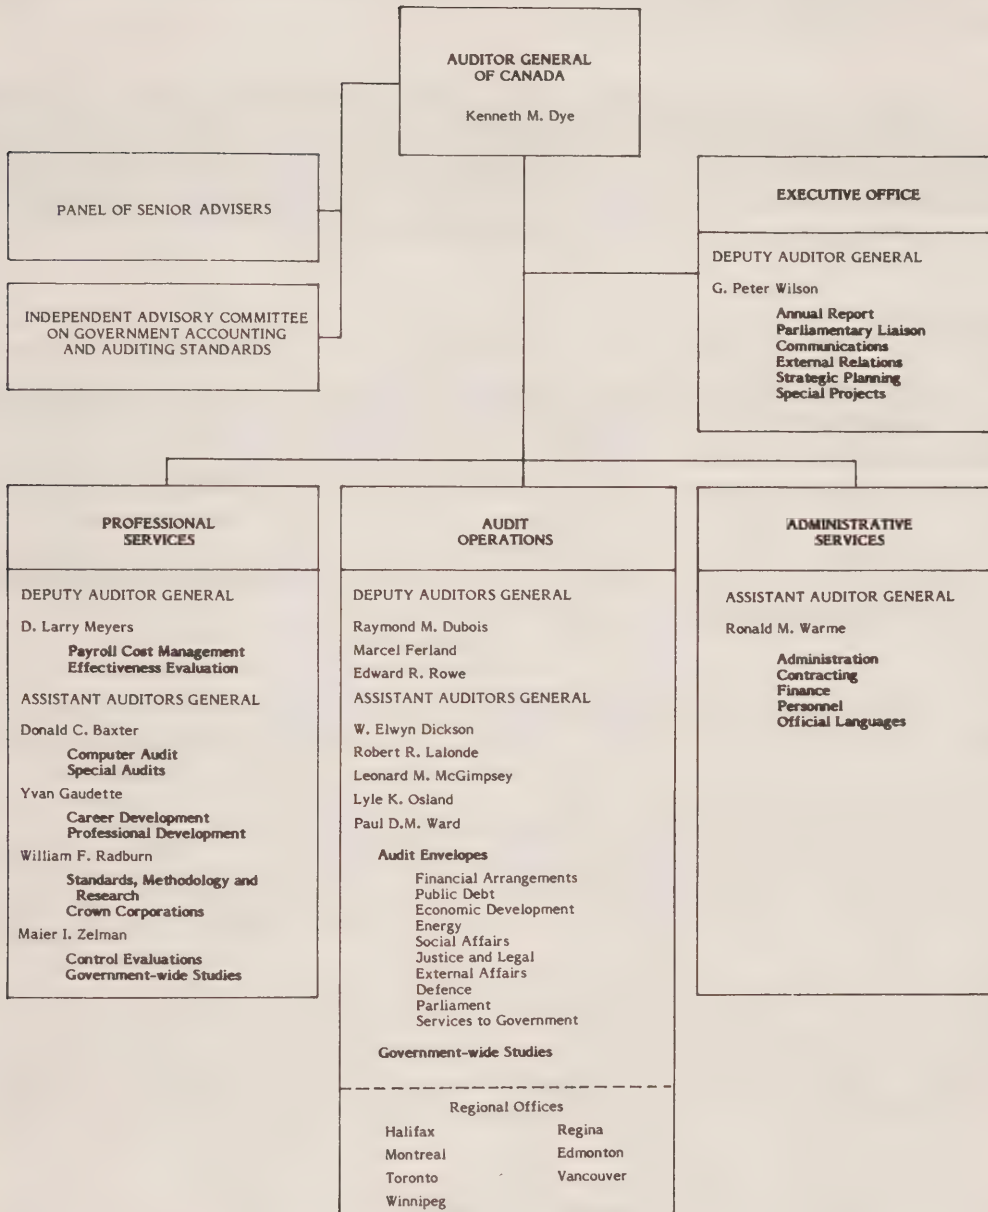 AUDITOR GENERAL
OF CANADA
Kenneth M. Dye
PANEL OF SENIOR ADVISERS
INDEPENDENT ADVISORY COMMITTEE
ON GOVERNMENT ACCOUNTING
AND AUDITING STANDARDS
EXECUTIVE OFFICE
DEPUTY AUDITOR GENERAL
G. Peter Wilson
Annual Report
Parliamentary Liaison
Communications
External Relations
Strategic Planning
Special Projects
PROFESSIONAL
SERVICES
DEPUTY AUDITOR GENERAL
D. Larry Meyers
Payroll Cost Management
Effectiveness Evaluation
ASSISTANT AUDITORS GENERAL
Donald C. Baxter
Computer Audit
Special Audits
Yvan Gaudette
Career Development
Professional Development
William F. Radburn
Standards, Methodology and
Research
Crown Corporations
Maier I. Zelman
Control Evaluations
Government-wide Studies
AUDIT
OPERATIONS
DEPUTY AUDITORS GENERAL
Raymond M. Dubois
Marcel Ferland
Edward R. Rowe
ASSISTANT AUDITORS GENERAL
W. Elwyn Dickson
Robert R. Lalonde
Leonard M. McGimpsey
Lyle K. Osland
Paul D.M. Ward
Audit Envelopes
Financial Arrangements
Public Debt
Economic Development
Energy
Social Affairs
Justice and Legal
External Affairs
Defence
Parliament
Services to Government
Government-wide Studies
Regional Offices
Halifax Regina
Montreal Edmonton
Toronto Vancouver
Winnipeg
ADMINISTRATIVE
SERVICES
ASSISTANT AUDITOR GENERAL
Ronald M. Warme
Administration
Contracting
Finance
Personnel
Official Languages